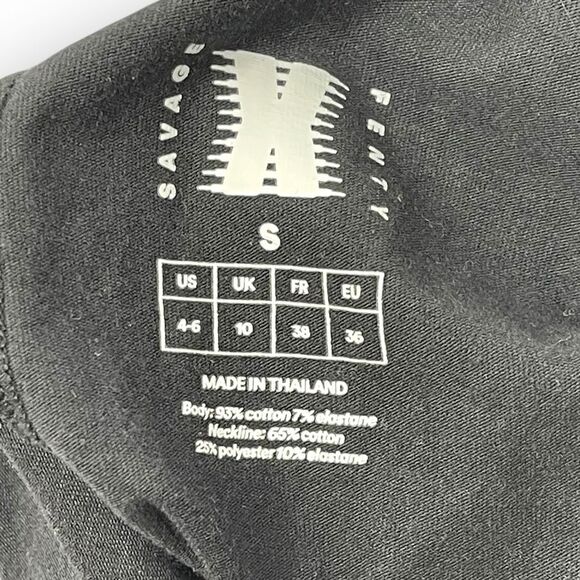 SAVAGE X FENTY
S
US UK FR EU
4-6 10 38 36
MADE IN THAILAND
Body: 93% cotton 7% elastane
Neckline: 65% cotton
25% polyester 10% elastane